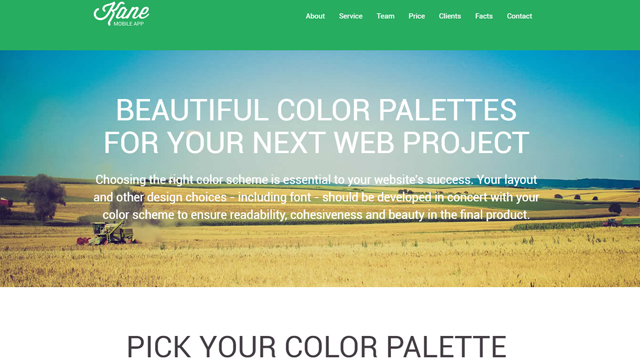 Kane
MOBILE APP
About Service Team Price Clients Facts Contact
BEAUTIFUL COLOR PALETTES
FOR YOUR NEXT WEB PROJECT
Choosing the right color scheme is essential to your website's success. Your layout
and other design choices - including font - should be developed in concert with your
color scheme to ensure readability, cohesiveness and beauty in the final product.
PICK YOUR COLOR PALETTE